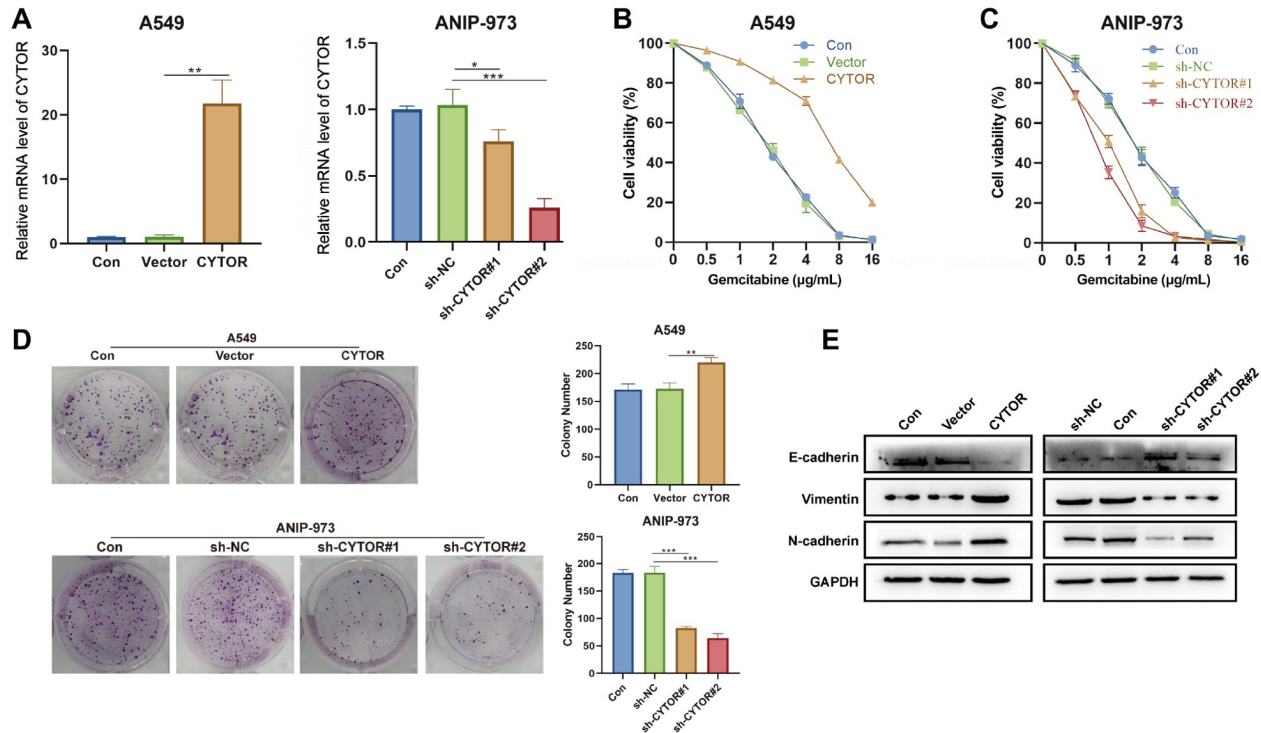 A
A549
Relative mRNA level of CYTOR
30
20
10
0
**
Con
Vector
CYTOR
ANIP-973
Relative mRNA level of CYTOR
1.5
1.0
0.5
0.0
*
***
Con
sh-NC
sh-CYTOR#1
sh-CYTOR#2
B
A549
Cell viability (%)
100
80
60
40
20
0
Con
Vector
CYTOR
0 0.5 1 2 4 8 16
Gemcitabine (μg/mL)
C
ANIP-973
Cell viability (%)
100
80
60
40
20
0
Con
sh-NC
sh-CYTOR#1
sh-CYTOR#2
0 0.5 1 2 4 8 16
Gemcitabine (μg/mL)
D
A549
Con Vector CYTOR
ANIP-973
Con sh-NC sh-CYTOR#1 sh-CYTOR#2
A549
Colony Number
250
200
150
100
50
0
**
Con Vector CYTOR
ANIP-973
Colony Number
250
200
150
100
50
0
***
***
Con
sh-NC
sh-CYTOR#1
sh-CYTOR#2
E
Con
Vector
CYTOR
sh-NC
Con
sh-CYTOR#1
sh-CYTOR#2
E-cadherin
Vimentin
N-cadherin
GAPDH